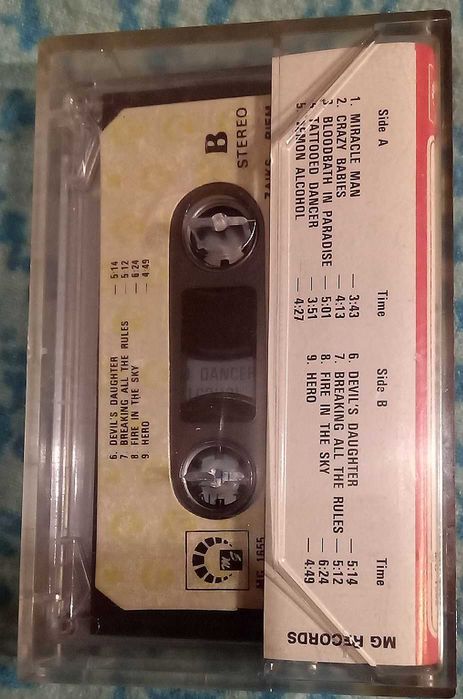 Side A Time
1. MIRACLE MAN — 3:43
2. CRAZY BABIES — 4:13
3 BLOODBATH IN PARADISE — 5:01
TATTOOED DANCER — 3:51
5 ALCOHOL — 4:27
Side B Time
6. DEVIL'S DAUGHTER — 5:14
7. BREAKING ALL THE RULES — 5:12
8. FIRE IN THE SKY — 6:24
9. HERO — 4:49
MG RECORDS
B
STEREO
DANCER
6. DEVIL'S DAUGHTER — 5:14
7 BREAKING ALL THE RULES — 5 12
8. FIRE IN THE SKY — 6:24
9. HERO — 4:49
MG 1655